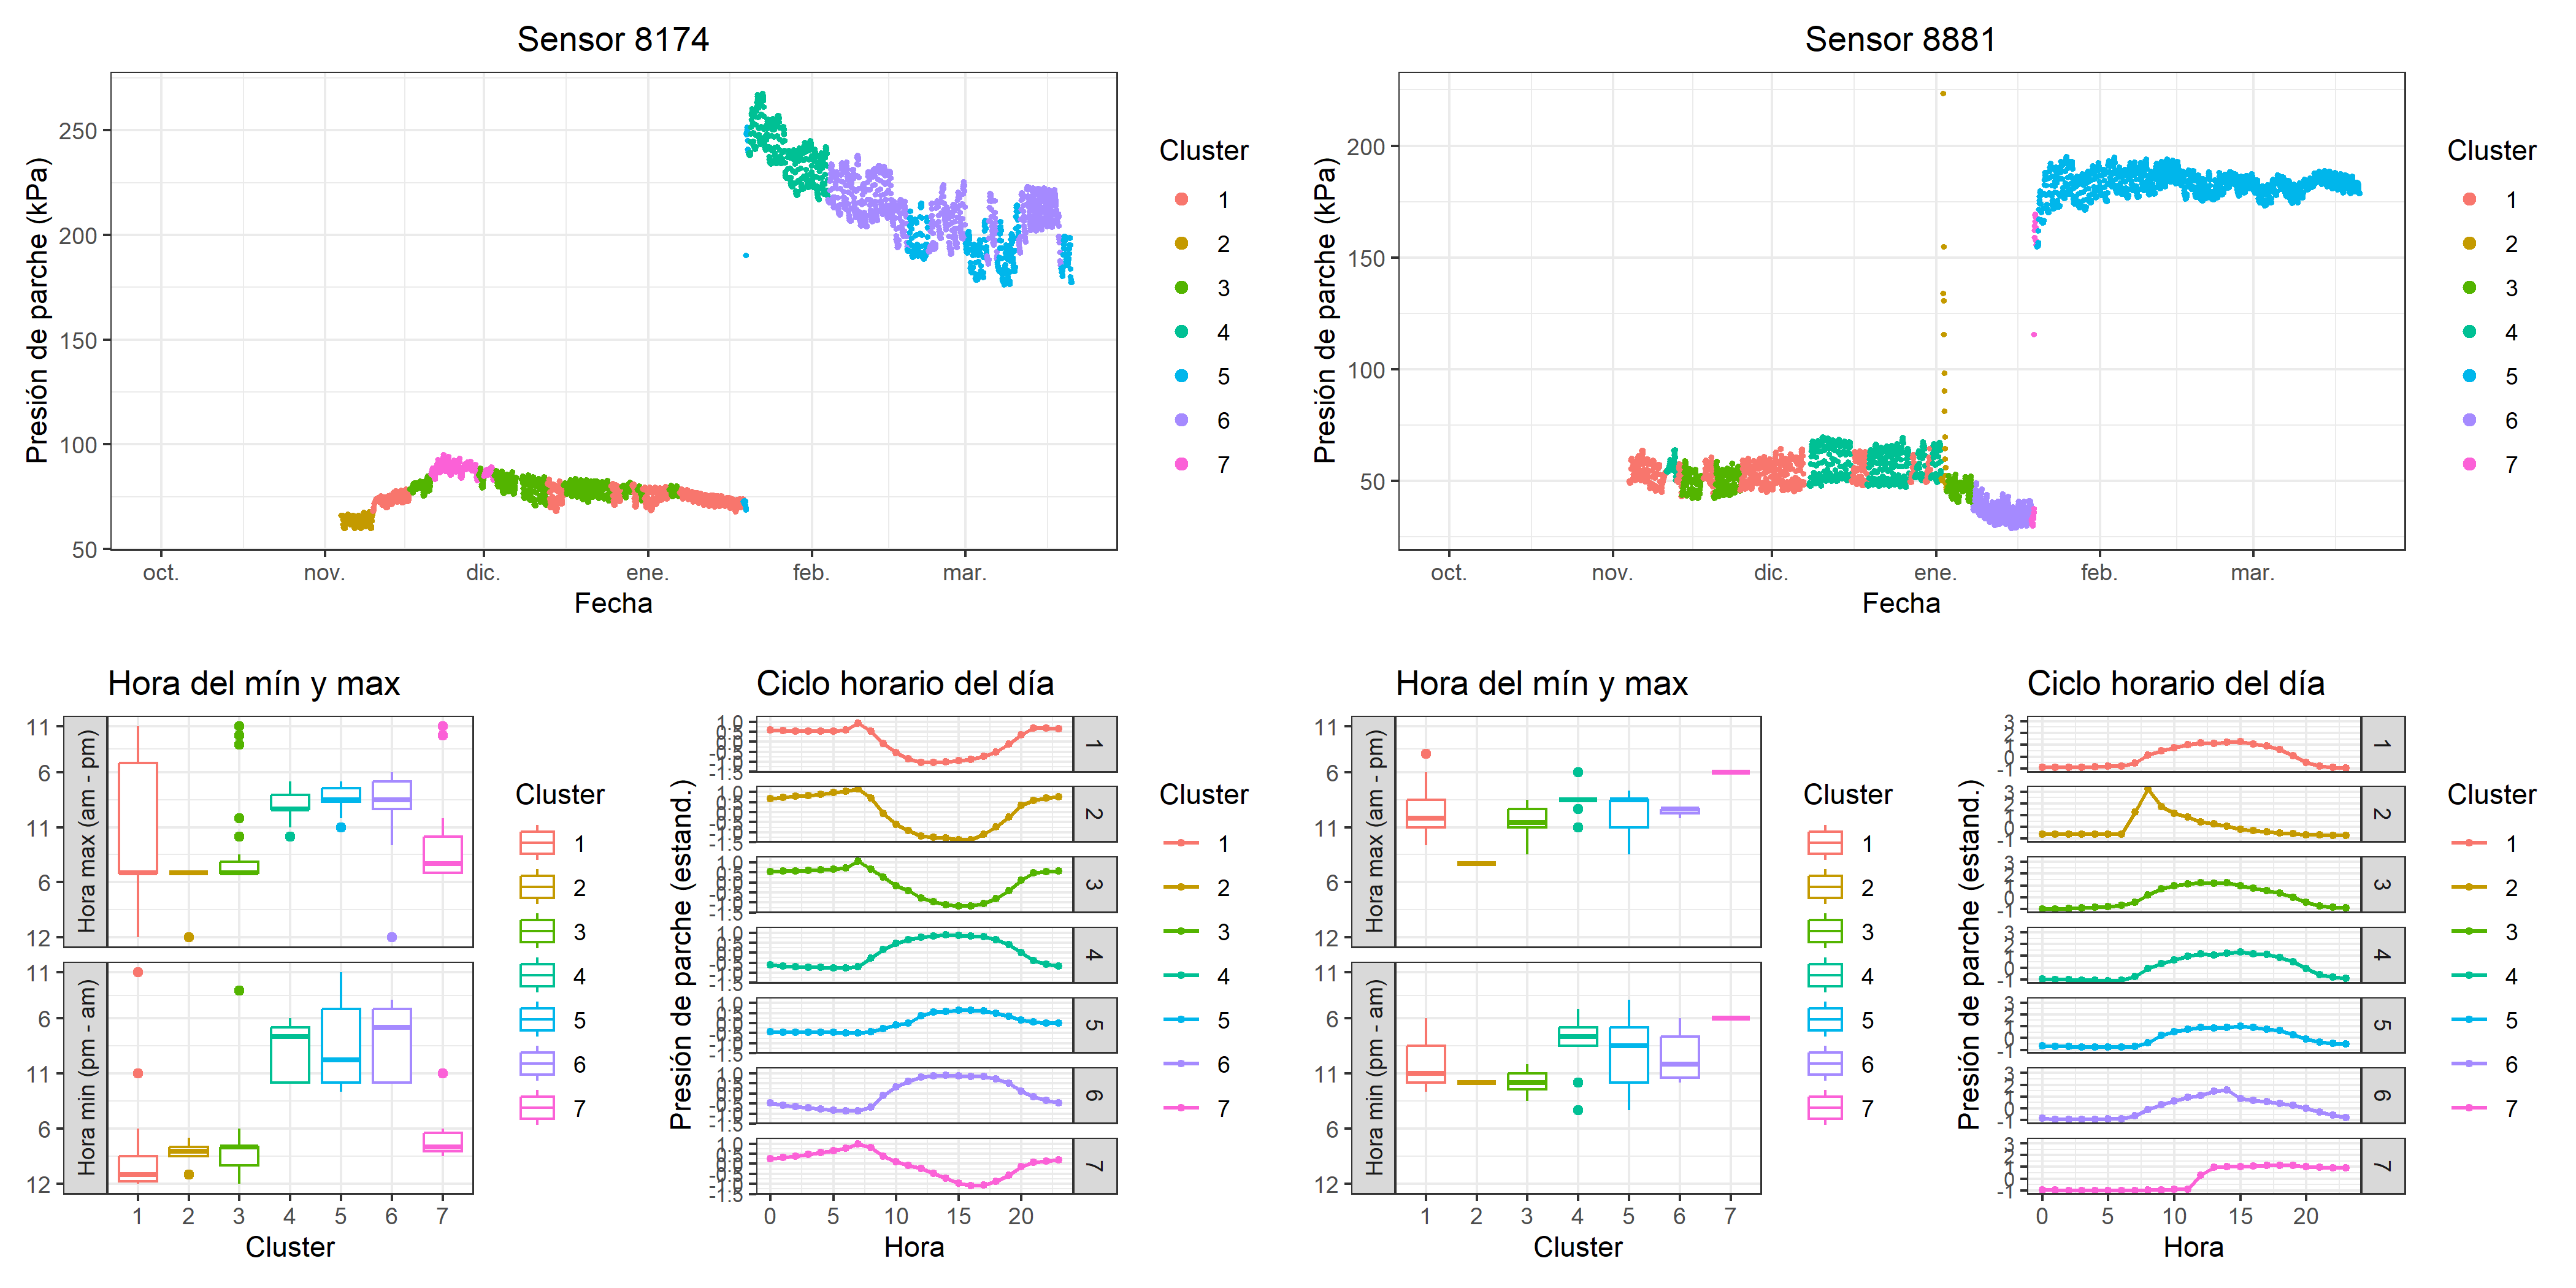 Sensor 8174
Presión de parche (kPa)
250
200
150
100
50
oct. nov. dic. ene. feb. mar.
Fecha
Cluster
1
2
3
4
5
6
7
Sensor 8881
Presión de parche (kPa)
200
150
100
50
oct. nov. dic. ene. feb. mar.
Fecha
Cluster
1
2
3
4
5
6
7
Hora del mín y max
Hora max (am - pm)
11
6
11
6
12
Hora min (pm - am)
11
6
11
6
12
1 2 3 4 5 6 7
Cluster
Cluster
1
2
3
4
5
6
7
Ciclo horario del día
Presión de parche (estand.)
1
2
3
4
5
6
7
0 5 10 15 20
Hora
Cluster
1
2
3
4
5
6
7
Hora del mín y max
Hora max (am - pm)
11
6
11
6
12
Hora min (pm - am)
11
6
11
6
12
1 2 3 4 5 6 7
Cluster
Cluster
1
2
3
4
5
6
7
Ciclo horario del día
Presión de parche (estand.)
1
2
3
4
5
6
7
0 5 10 15 20
Hora
Cluster
1
2
3
4
5
6
7